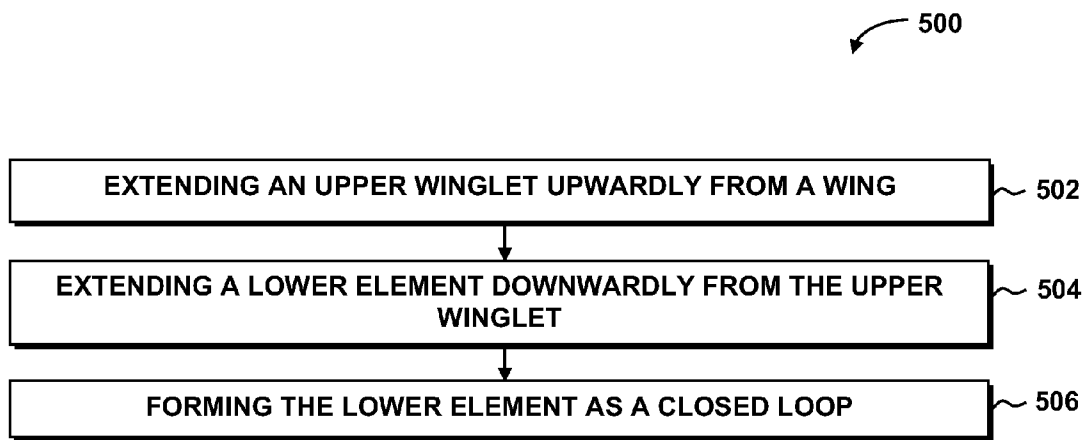 500
EXTENDING AN UPPER WINGLET UPWARDLY FROM A WING
502
EXTENDING A LOWER ELEMENT DOWNWARDLY FROM THE UPPER
WINGLET
504
FORMING THE LOWER ELEMENT AS A CLOSED LOOP
506